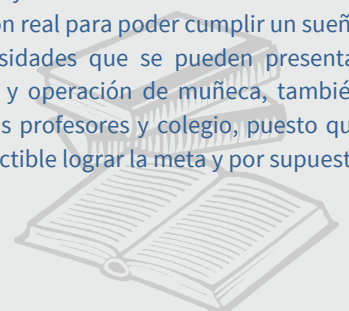 ón real para poder cumplir un sueñ
sidades que se pueden presenta
y operación de muñeca, tambié
s profesores y colegio, puesto qu
ctible lograr la meta y por supuest